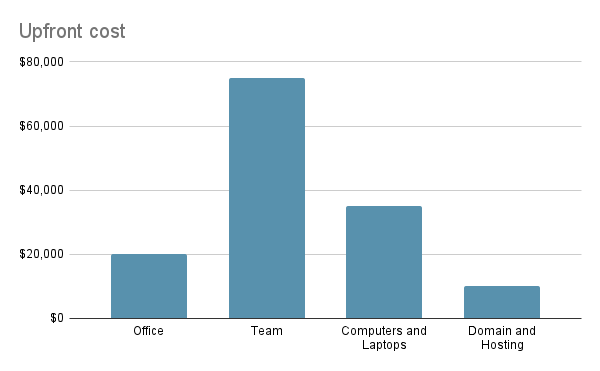 Upfront cost
$80,000
$60,000
$40,000
$20,000
$0
Office
Team
Computers and
Laptops
Domain and
Hosting